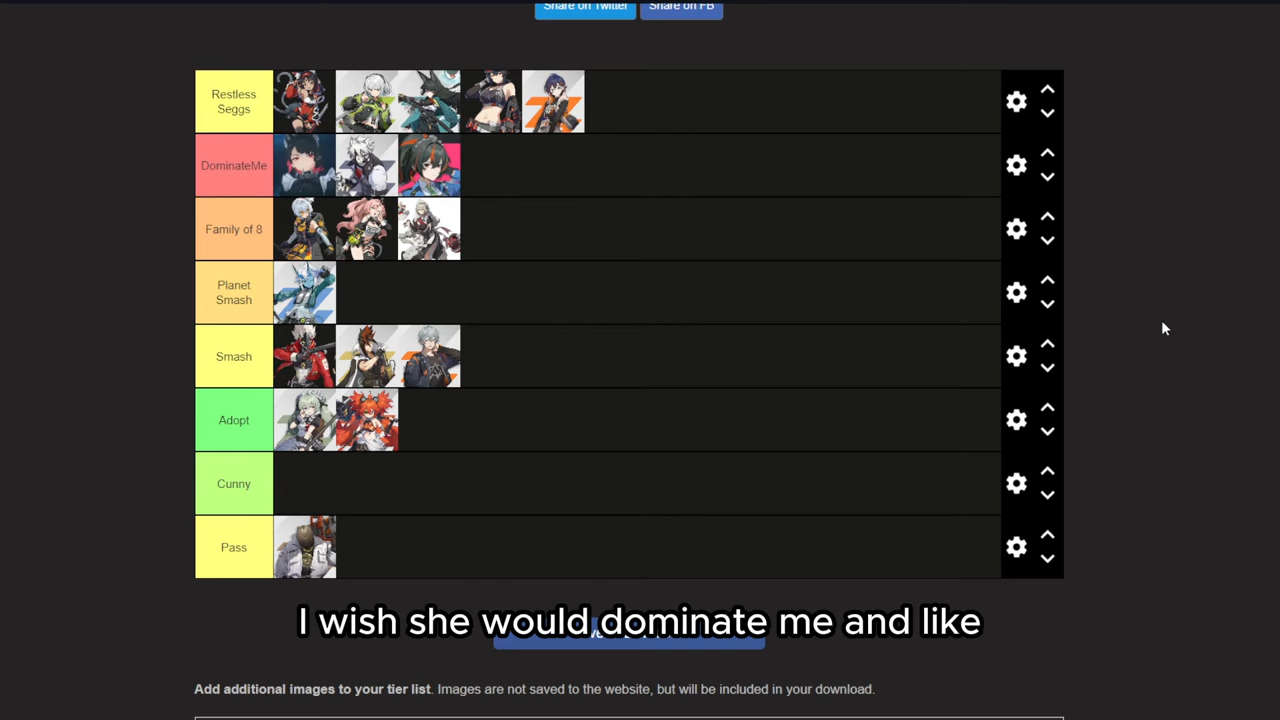 Share on Twitter
Share on FB
Restless
Seggs
DominateMe
Family of 8
Planet
Smash
Smash
Adopt
Cunny
Pass
I wish she would dominate me and like
Add additional images to your tier list. Images are not saved to the website, but will be included in your download.